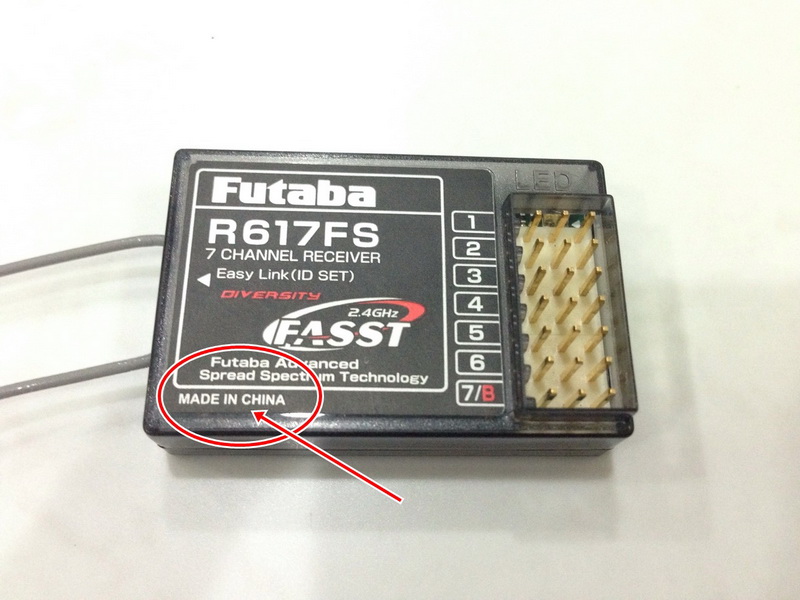 LED
Futaba
R617FS
7 CHANNEL RECEIVER
Easy Link(ID SET)
DIVERSITY
2.4GHz
FASST
Futaba Advanced
Spread Spectrum Technology
MADE IN CHINA
1
2
3
4
5
6
7/B